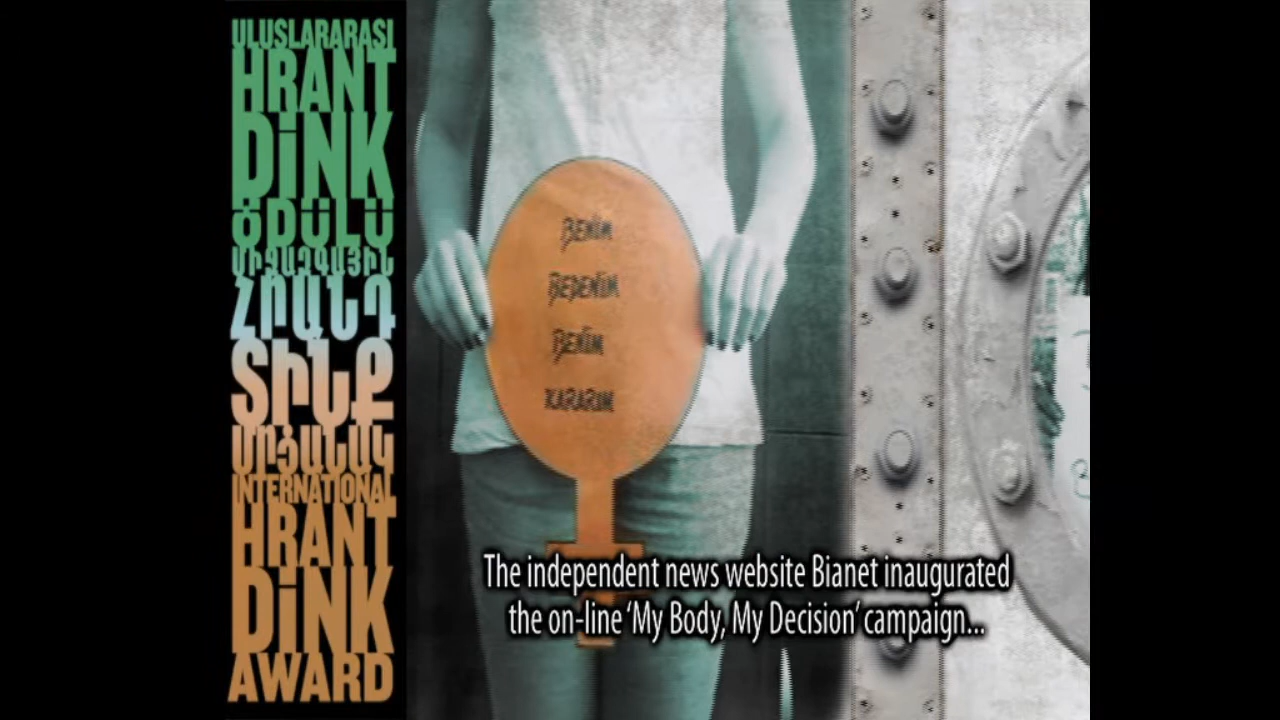 ULUSLARARASI
HRANT
DİNK
ÖDÜLÜ
ՄԻՋԱԶԳԱՅԻՆ
ՀՐԱՆԴ
ՏԻՆՔ
ՄՐՑԱՆԱԿ
INTERNATIONAL
HRANT
DİNK
AWARD
BENİM
BEDENİM
BENİM
KARARIM
The independent news website Bianet inaugurated
the on-line ‘My Body, My Decision’ campaign...